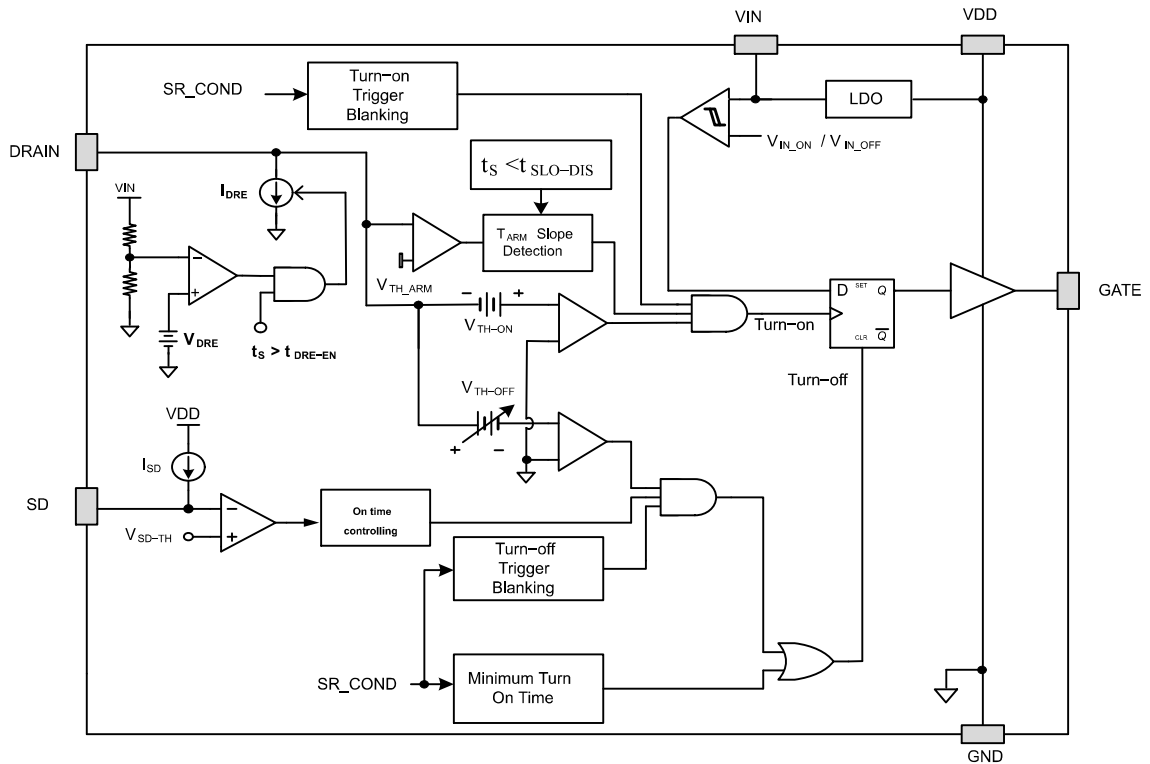 VIN
VDD
SR_COND
Turn−on
Trigger
Blanking
LDO
VIN_ON / VIN_OFF
DRAIN
tS <tSLO−DIS
VIN
IDRE
TARM Slope
Detection
VTH_ARM
−
+
− +
VTH−ON
VDRE
tS > tDRE−EN
D SET Q
CLR Q
Turn−on
GATE
Turn−off
VTH−OFF
+ −
VDD
ISD
SD
−
+
VSD−TH
On time
controlling
Turn−off
Trigger
Blanking
SR_COND
Minimum Turn
On Time
GND